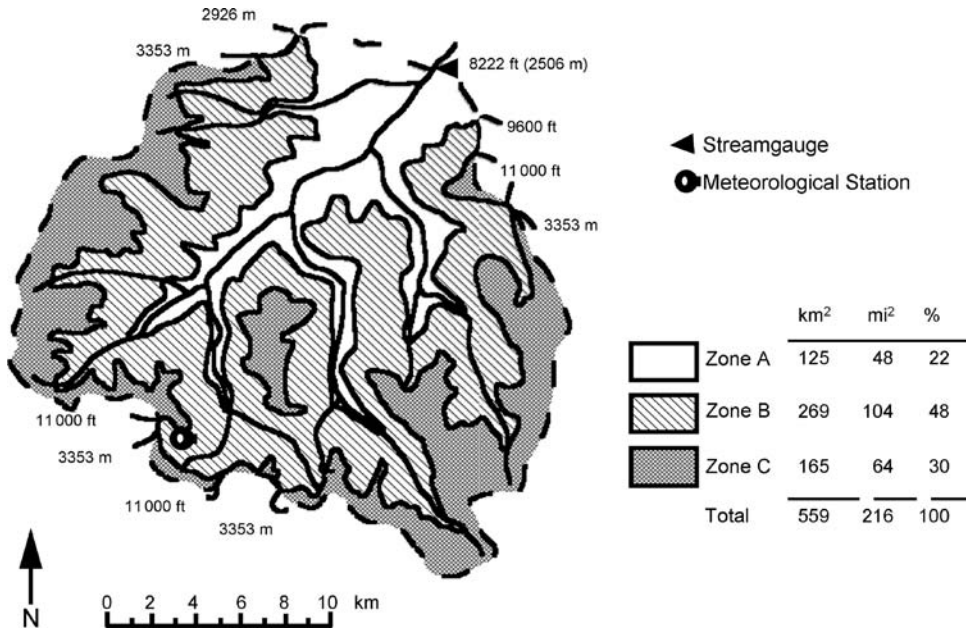 2926 m
3353 m
8222 ft (2506 m)
9600 ft
11 000 ft
3353 m
Streamgauge
Meteorological Station
km² mi² %
Zone A 125 48 22
Zone B 269 104 48
Zone C 165 64 30
Total 559 216 100
11 000 ft
3353 m
11 000 ft
3353 m
N
0 2 4 6 8 10 km